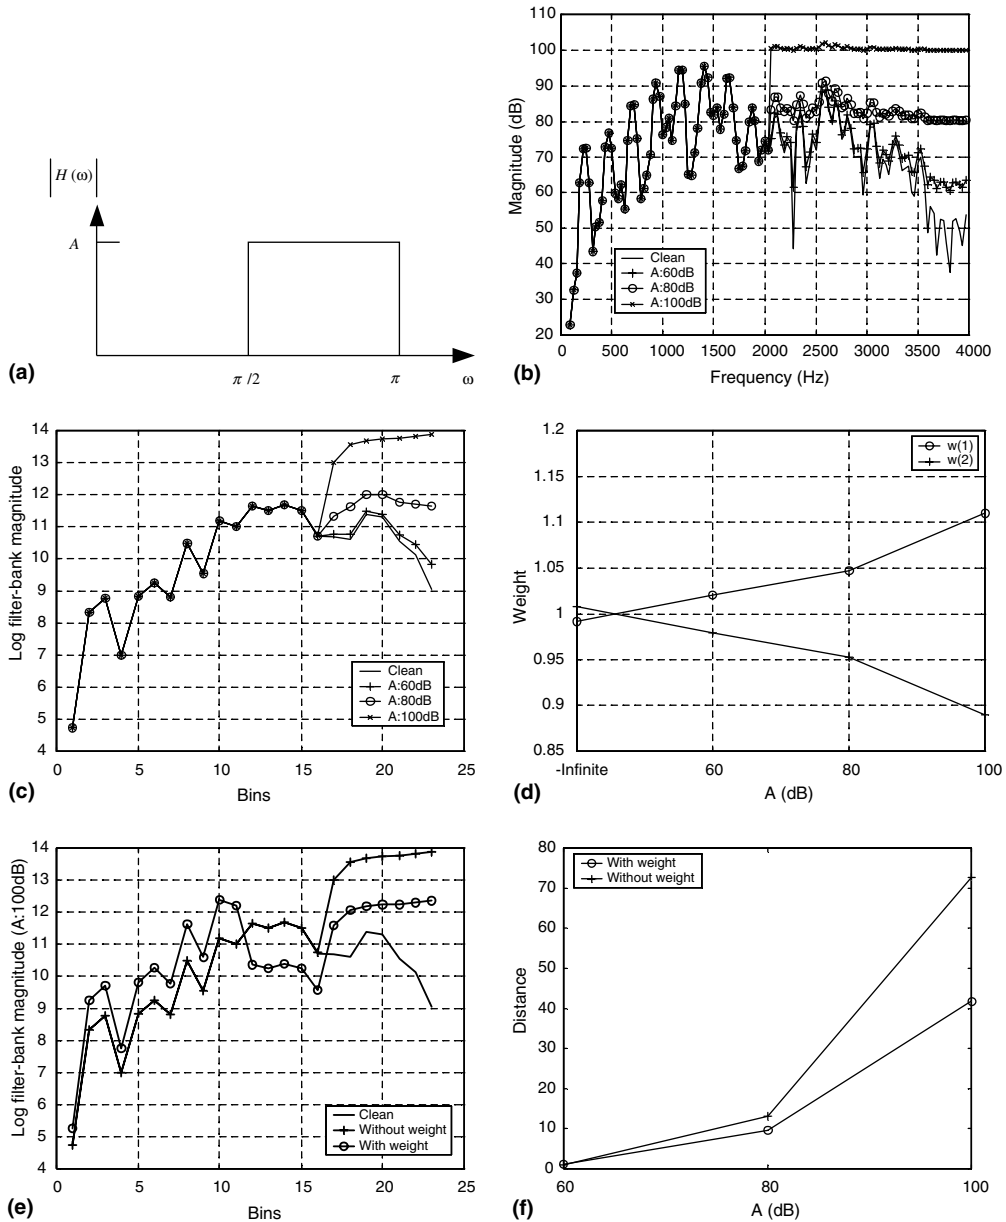 |H(ω)|
A
π/2
π
ω
(a)
110
100
90
80
70
60
50
40
30
20
Magnitude (dB)
Clean
A:60dB
A:80dB
A:100dB
0
500
1000
1500
2000
2500
3000
3500
4000
Frequency (Hz)
(b)
14
13
12
11
10
9
8
7
6
5
4
Log filter-bank magnitude
Clean
A:60dB
A:80dB
A:100dB
0
5
10
15
20
25
Bins
(c)
1.2
1.15
1.1
1.05
1
0.95
0.9
0.85
Weight
w(1)
w(2)
-Infinite
60
80
100
A (dB)
(d)
14
13
12
11
10
9
8
7
6
5
4
Log filter-bank magnitude (A:100dB)
Clean
Without weight
With weight
0
5
10
15
20
25
Bins
(e)
80
70
60
50
40
30
20
10
0
Distance
With weight
Without weight
60
80
100
A (dB)
(f)